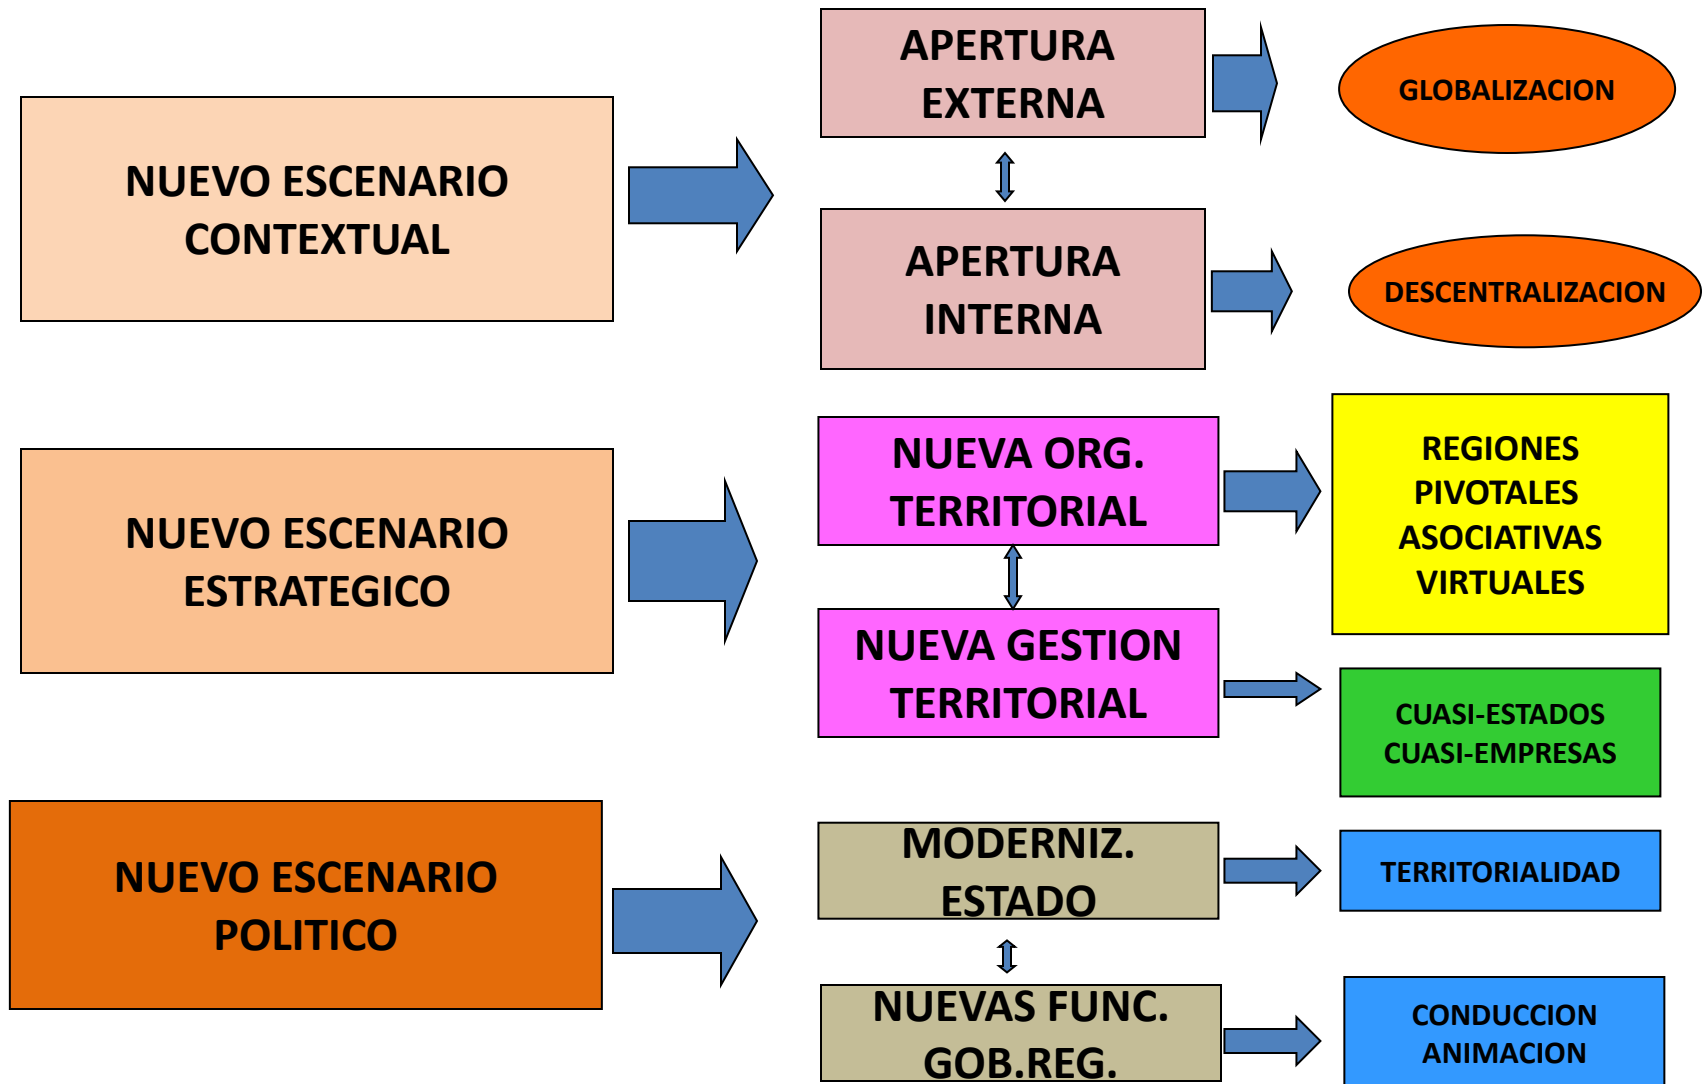 NUEVO ESCENARIO
CONTEXTUAL
APERTURA
EXTERNA
GLOBALIZACION
APERTURA
INTERNA
DESCENTRALIZACION
NUEVO ESCENARIO
ESTRATEGICO
NUEVA ORG.
TERRITORIAL
REGIONES
PIVOTALES
ASOCIATIVAS
VIRTUALES
NUEVA GESTION
TERRITORIAL
CUASI-ESTADOS
CUASI-EMPRESAS
NUEVO ESCENARIO
POLITICO
MODERNIZ.
ESTADO
TERRITORIALIDAD
NUEVAS FUNC.
GOB.REG.
CONDUCCION
ANIMACION